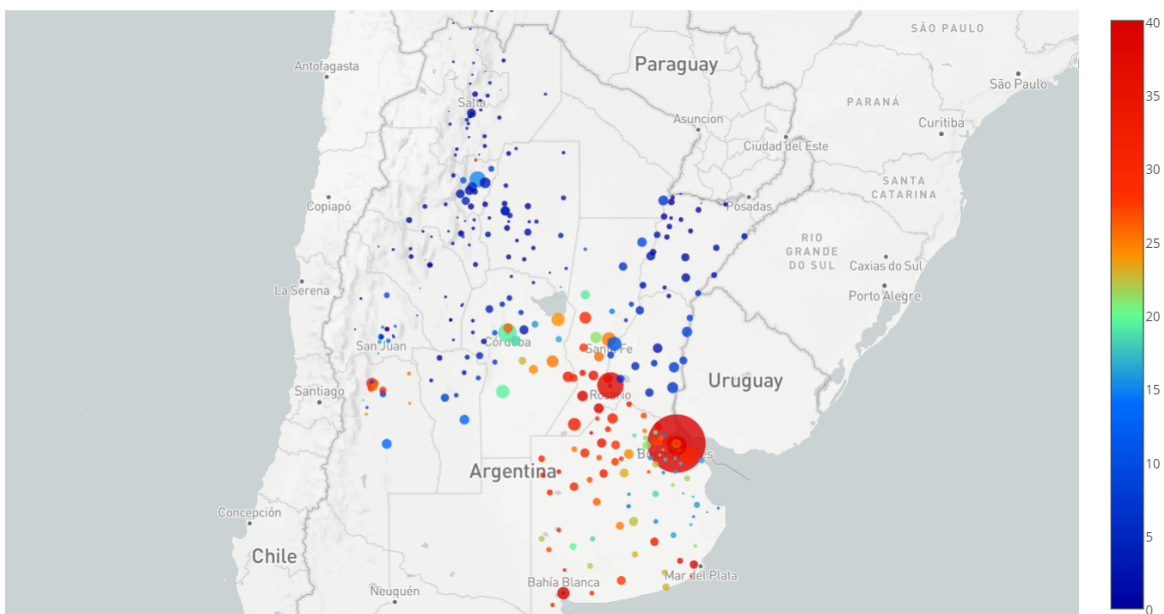 SÃO PAULO
Paraguay
Antofagasta
São Paulo
Salta
PARANÁ
Asuncion
Curitiba
Ciudad del Este
SANTA
CATARINA
Copiapó
Posadas
RIO
GRANDE
DO SUL
Caxias do Sul
La Serena
Porto Alegre
San Juan
Córdoba
Santa Fe
Santiago
Rosario
Uruguay
Buenos Aires
Argentina
Concepción
Chile
Bahía Blanca
Mar del Plata
Neuquén
40
35
30
25
20
15
10
5
0